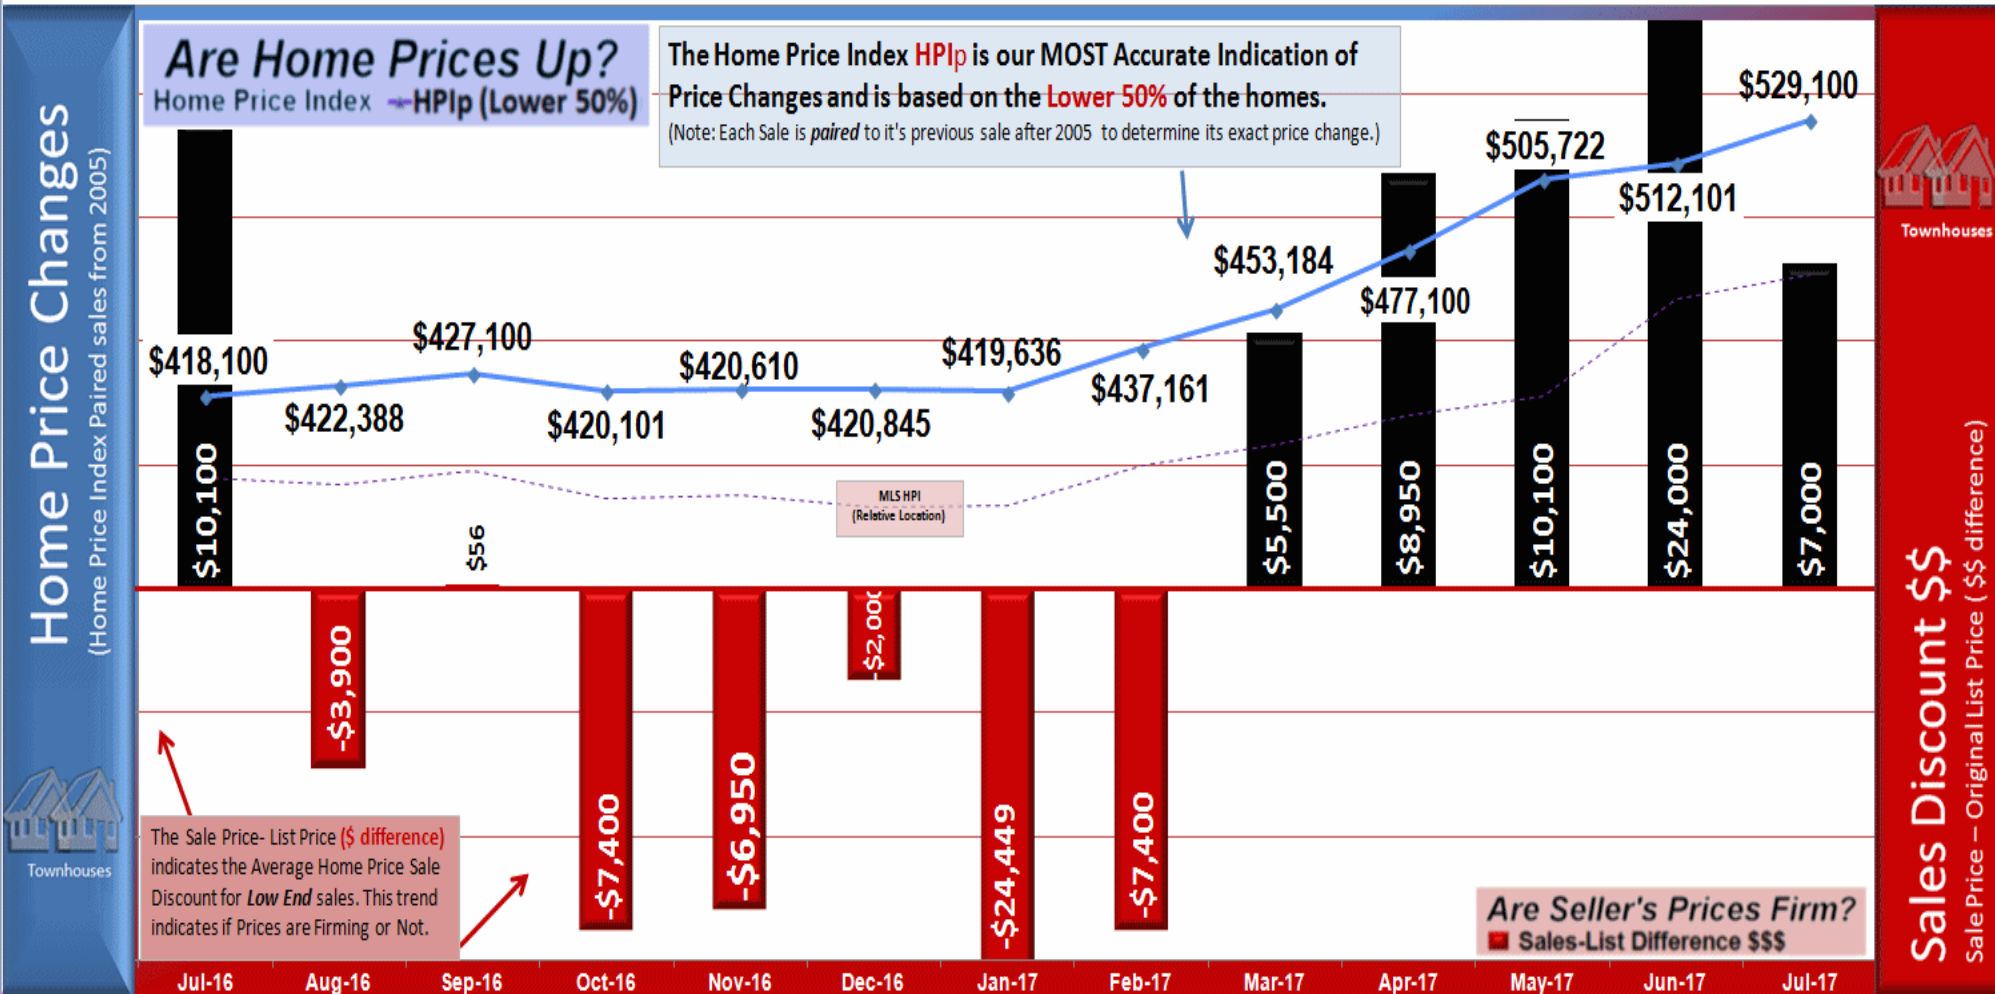 Home Price Changes
(Home Price Index Paired sales from 2005)
Townhouses
Are Home Prices Up?
Home Price Index HPIp (Lower 50%)
The Home Price Index HPIp is our MOST Accurate Indication of
Price Changes and is based on the Lower 50% of the homes.
(Note: Each Sale is paired to it's previous sale after 2005 to determine its exact price change.)
$418,100
$422,388
$427,100
$420,101
$420,610
$420,845
$419,636
$437,161
$453,184
$477,100
$505,722
$512,101
$529,100
MLS HPI
(Relative Location)
$10,100
-$3,900
$56
-$7,400
-$6,950
-$2,000
-$24,449
-$7,400
$5,500
$8,950
$10,100
$24,000
$7,000
The Sale Price- List Price ($ difference)
indicates the Average Home Price Sale
Discount for Low End sales. This trend
indicates if Prices are Firming or Not.
Are Seller's Prices Firm?
Sales-List Difference $$$
Jul-16 Aug-16 Sep-16 Oct-16 Nov-16 Dec-16 Jan-17 Feb-17 Mar-17 Apr-17 May-17 Jun-17 Jul-17
Townhouses
Sales Discount $$
Sale Price – Original List Price ( $$ difference)